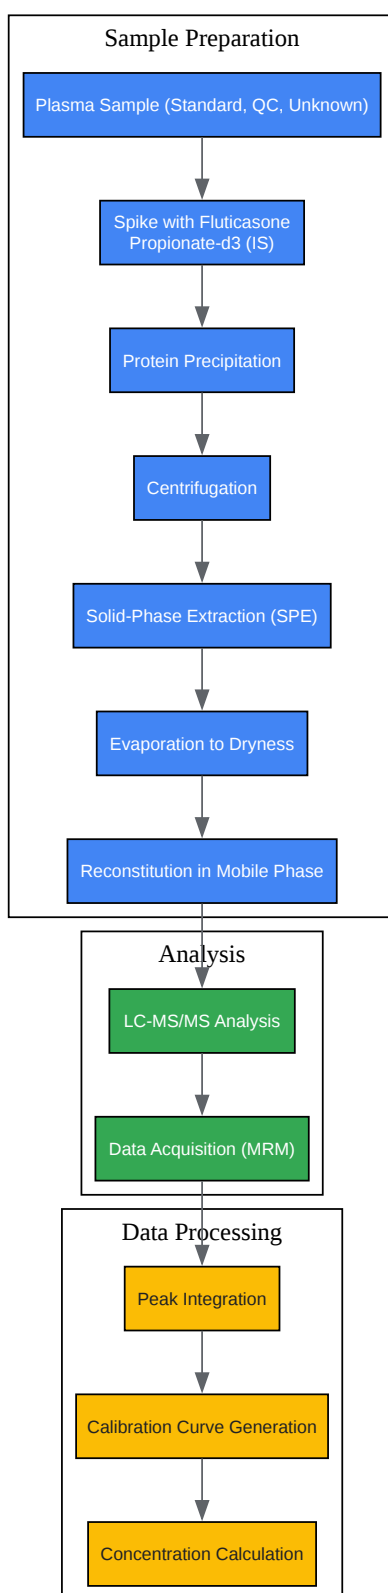 Sample Preparation
Plasma Sample (Standard, QC, Unknown)
Spike with Fluticasone
Propionate-d3 (IS)
Protein Precipitation
Centrifugation
Solid-Phase Extraction (SPE)
Evaporation to Dryness
Reconstitution in Mobile Phase
Analysis
LC-MS/MS Analysis
Data Acquisition (MRM)
Data Processing
Peak Integration
Calibration Curve Generation
Concentration Calculation